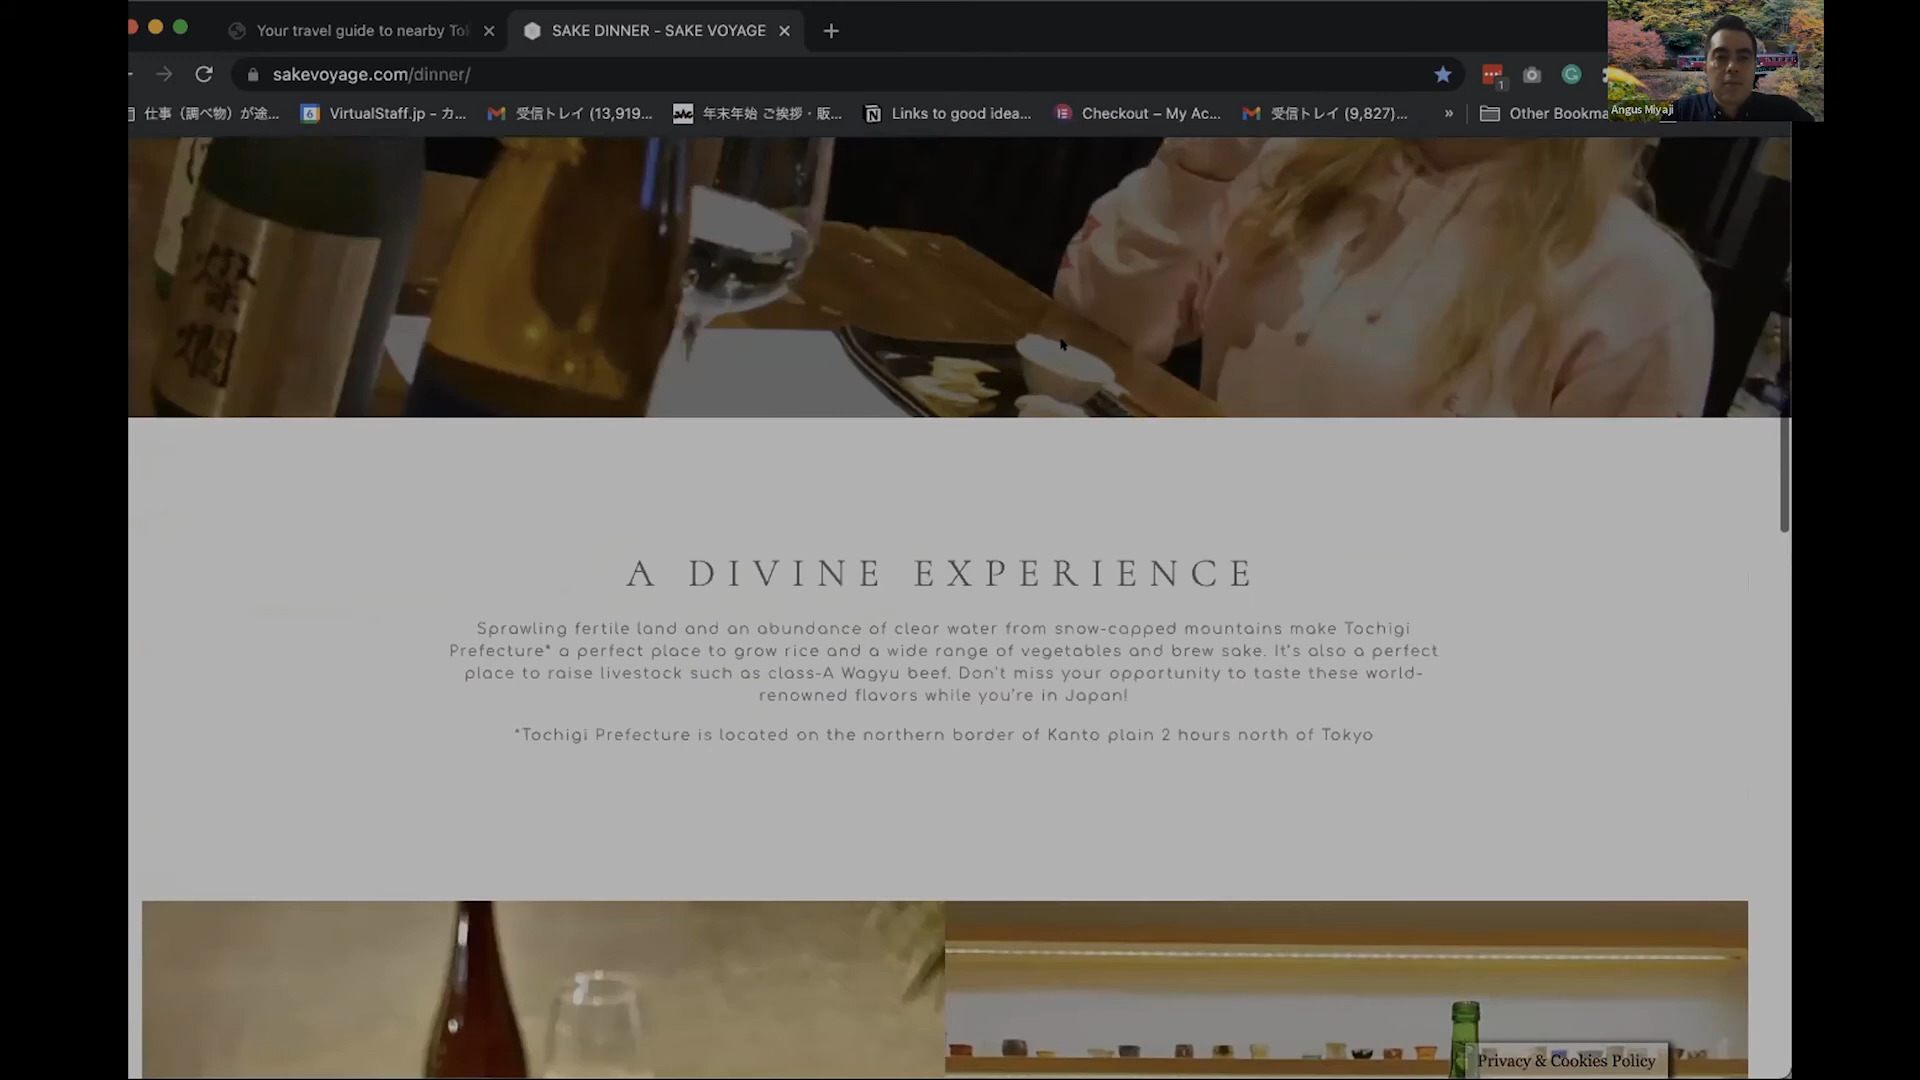 Your travel guide to nearby To
SAKE DINNER – SAKE VOYAGE
sakevoyage.com/dinner/
1
仕事（調べ物）が途...
6
VirtualStaff.jp – カ...
受信トレイ (13,919...
年末年始 ご挨拶・販...
Links to good idea...
Checkout – My Ac...
受信トレイ (9,827)...
»
Other Bookma
Angus Miyaji
A DIVINE EXPERIENCE
Sprawling fertile land and an abundance of clear water from snow-capped mountains make Tochigi
Prefecture* a perfect place to grow rice and a wide range of vegetables and brew sake. It's also a perfect
place to raise livestock such as class-A Wagyu beef. Don't miss your opportunity to taste these world-
renowned flavors while you're in Japan!
*Tochigi Prefecture is located on the northern border of Kanto plain 2 hours north of Tokyo
Privacy & Cookies Policy